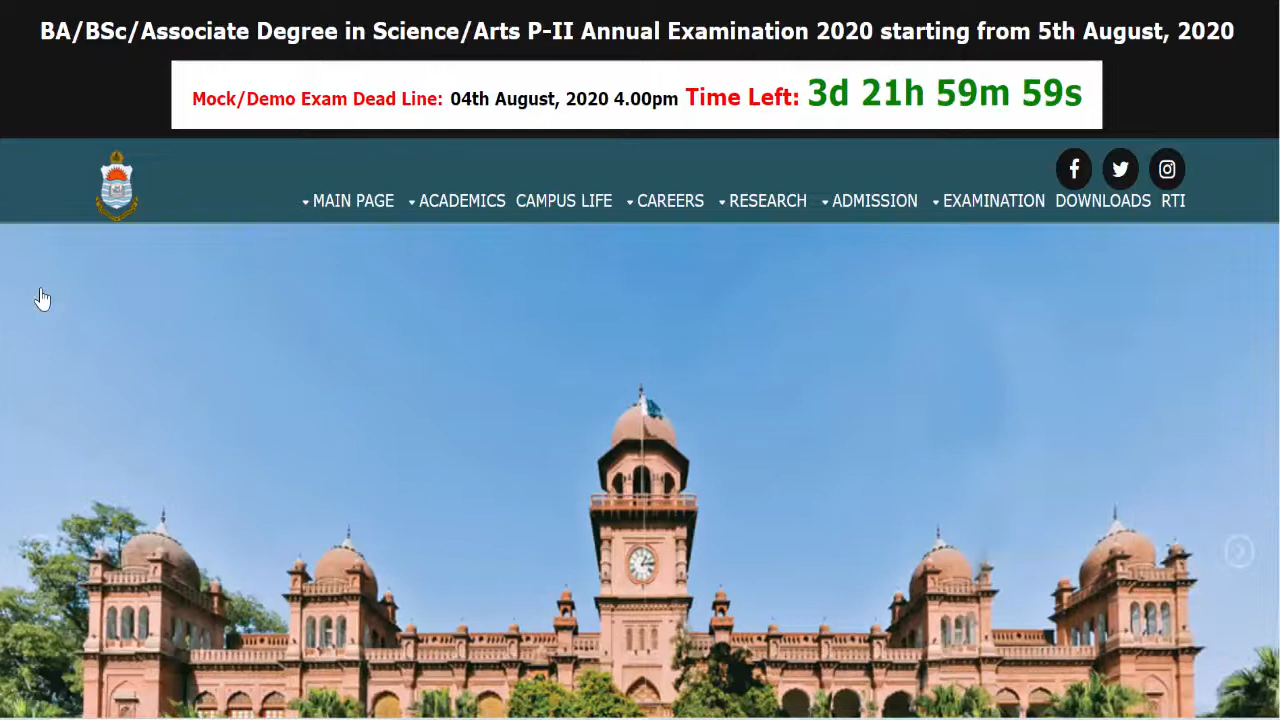 BA/BSc/Associate Degree in Science/Arts P-II Annual Examination 2020 starting from 5th August, 2020
Mock/Demo Exam Dead Line: 04th August, 2020 4.00pm Time Left: 3d 21h 59m 59s
MAIN PAGE ACADEMICS CAMPUS LIFE CAREERS RESEARCH ADMISSION EXAMINATION DOWNLOADS RTI